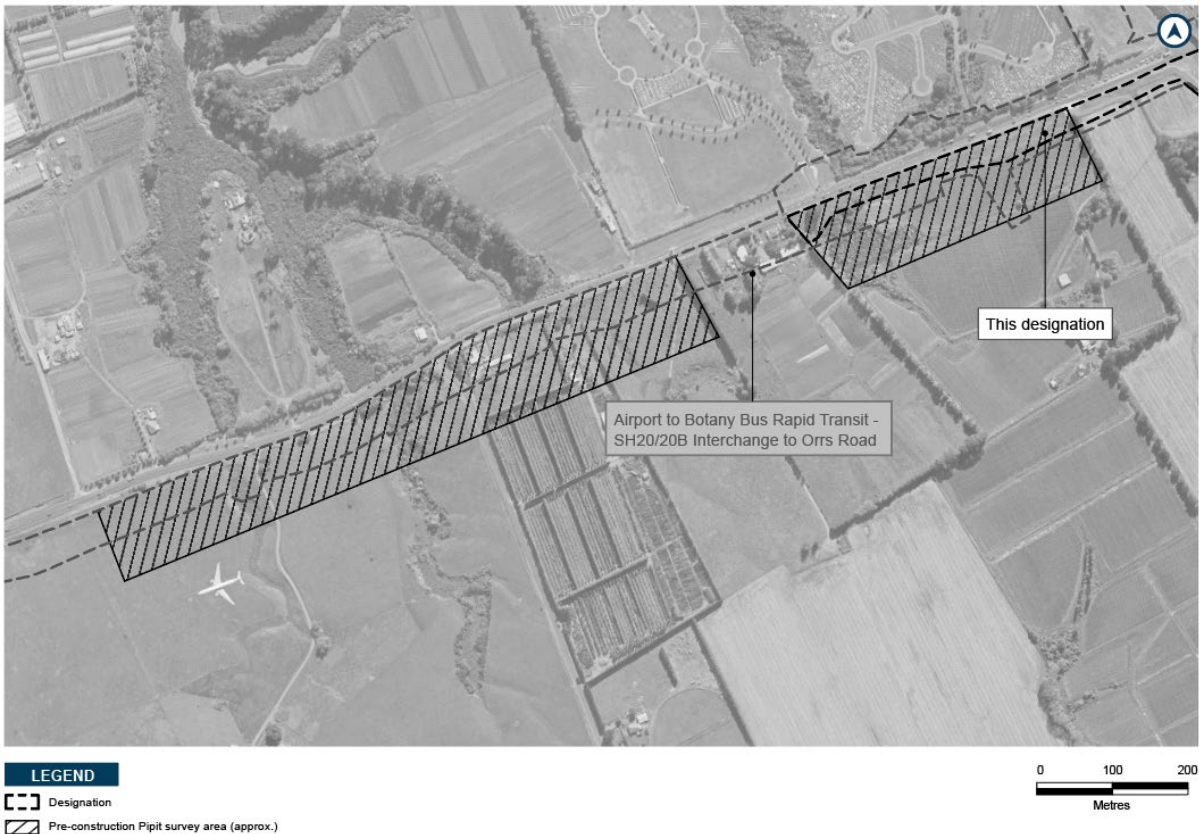 This designation
Airport to Botany Bus Rapid Transit -
SH20/20B Interchange to Orrs Road
LEGEND
Designation
Pre-construction Pipit survey area (approx.)
0 100 200
Metres